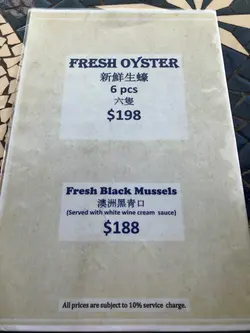 FRESH OYSTER
新鮮生蠔
6 pcs
六隻
$198
Fresh Black Mussels
澳洲黑青口
(Served with white wine cream sauce)
$188
All prices are subject to 10% service charge.